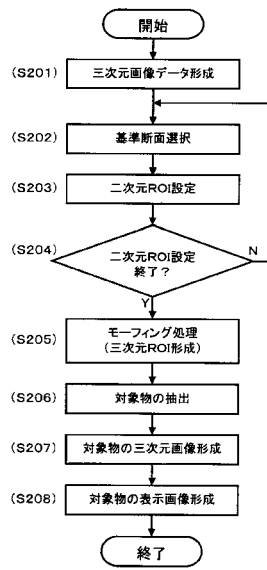 開始
(S201) 三次元画像データ形成
(S202) 基準断面選択
(S203) 二次元ROI設定
(S204) 二次元ROI設定
終了？
N
Y
(S205) モーフィング処理
(三次元ROI形成)
(S206) 対象物の抽出
(S207) 対象物の三次元画像形成
(S208) 対象物の表示画像形成
終了